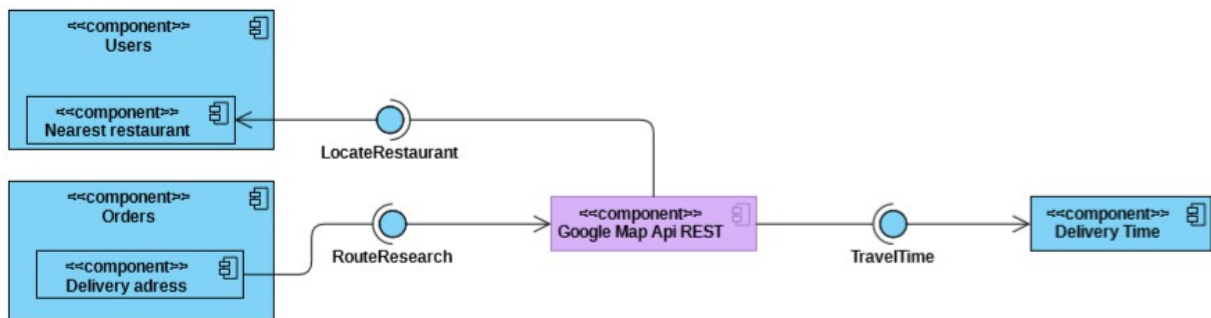 <<component>>
Users
<<component>>
Nearest restaurant
LocateRestaurant
<<component>>
Orders
<<component>>
Delivery adress
RouteResearch
<<component>>
Google Map Api REST
TravelTime
<<component>>
Delivery Time